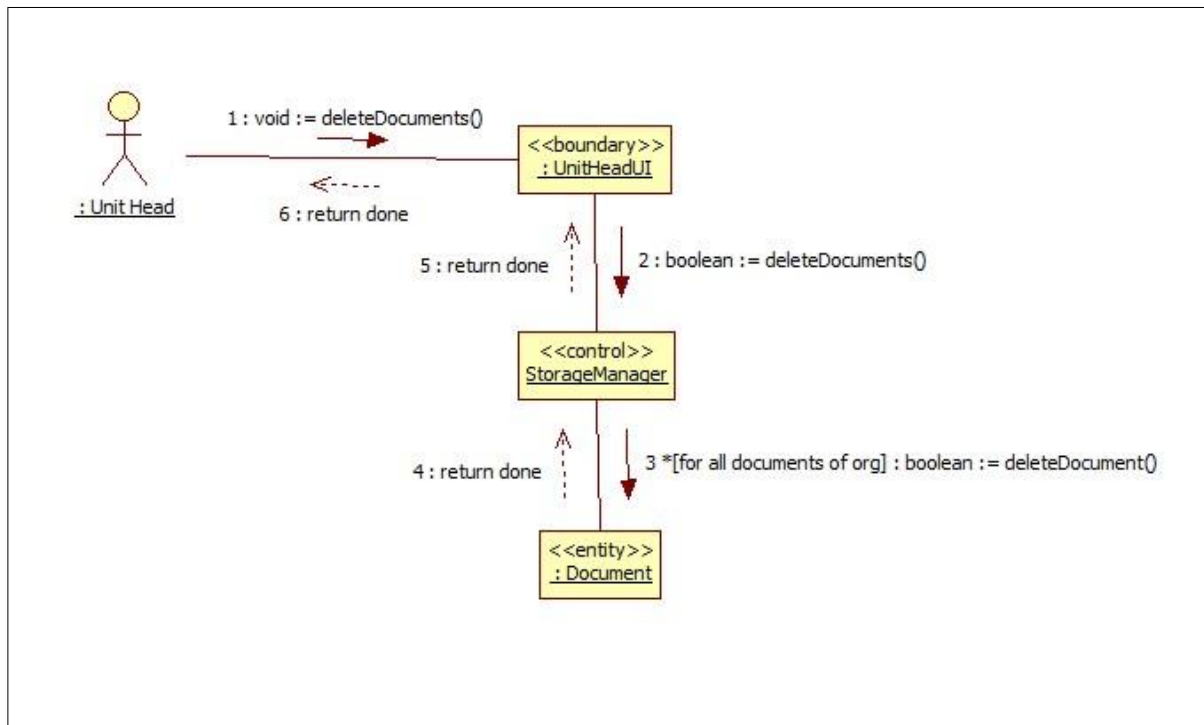 1 : void := deleteDocuments()
<<boundary>>
: UnitHeadUI
: Unit Head
6 : return done
5 : return done
2 : boolean := deleteDocuments()
<<control>>
StorageManager
4 : return done
3 *[for all documents of org] : boolean := deleteDocument()
<<entity>>
: Document